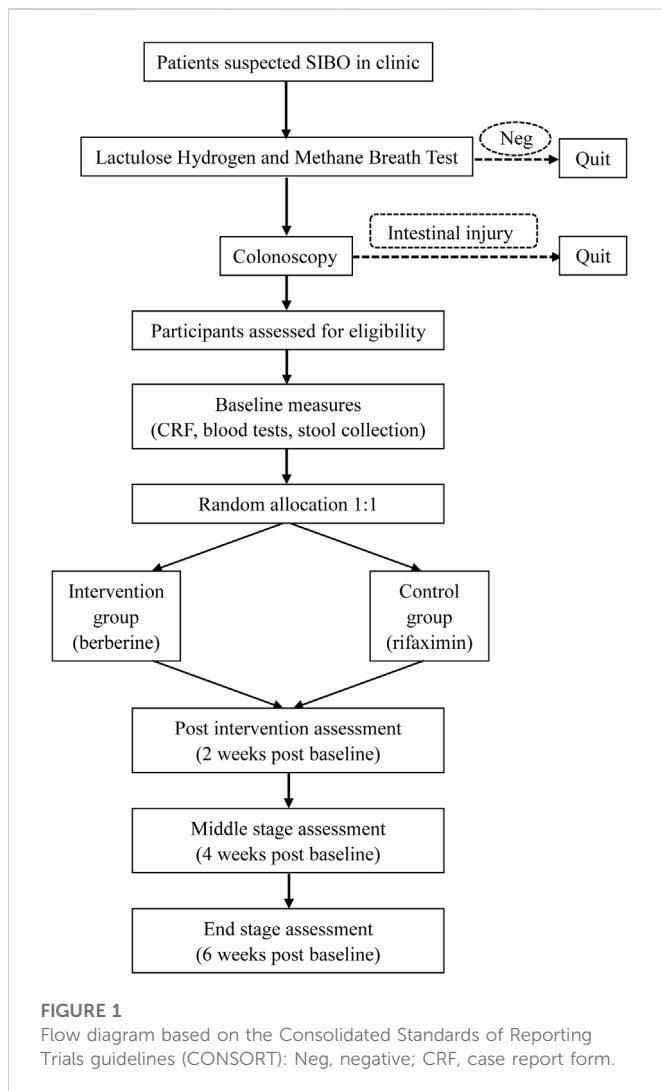 Patients suspected SIBO in clinic
Neg
Lactulose Hydrogen and Methane Breath Test
Quit
Intestinal injury
Colonoscopy
Quit
Participants assessed for eligibility
Baseline measures
(CRF, blood tests, stool collection)
Random allocation 1:1
Intervention
group
(berberine)
Control
group
(rifaximin)
Post intervention assessment
(2 weeks post baseline)
Middle stage assessment
(4 weeks post baseline)
End stage assessment
(6 weeks post baseline)
FIGURE 1
Flow diagram based on the Consolidated Standards of Reporting
Trials guidelines (CONSORT): Neg, negative; CRF, case report form.